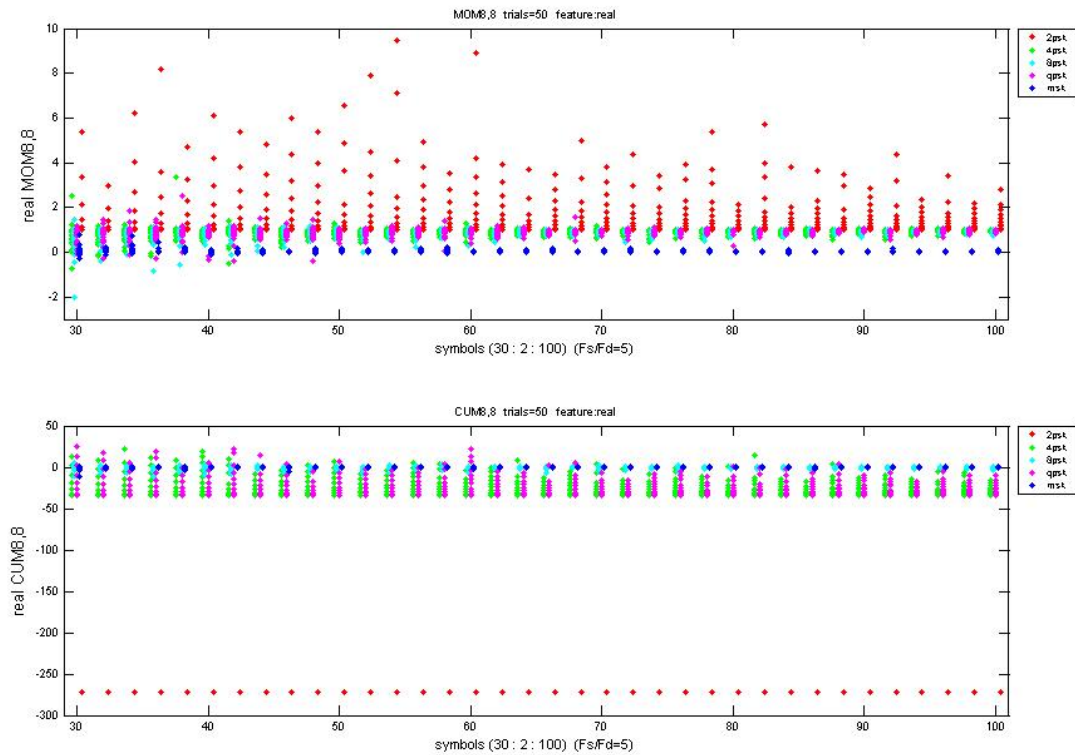 MOM8,8 trials=50 feature:real
10
8
6
4
2
0
-2
real MOM8,8
30 40 50 60 70 80 90 100
symbols (30 : 2 : 100) (Fs/Fd=5)
2psk
4psk
8psk
qpsk
msk
CUM8,8 trials=50 feature:real
50
0
-50
-100
-150
-200
-250
-300
real CUM8,8
30 40 50 60 70 80 90 100
symbols (30 : 2 : 100) (Fs/Fd=5)
2psk
4psk
8psk
qpsk
msk